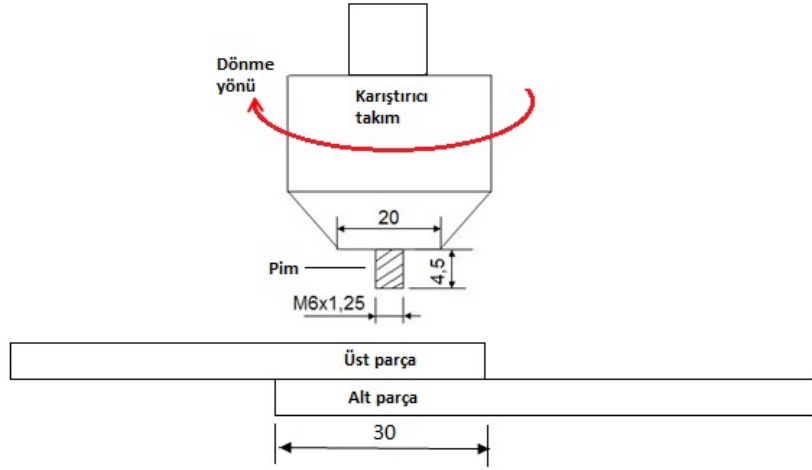 Dönme
yönü
Karıştırıcı
takım
20
Pim
4,5
M6x1,25
Üst parça
Alt parça
30